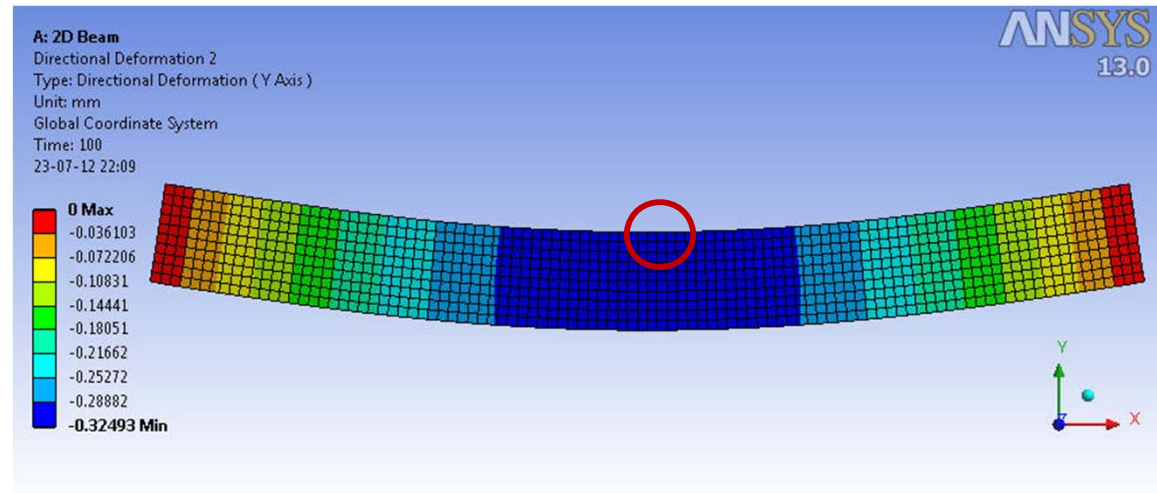 A: 2D Beam
Directional Deformation 2
Type: Directional Deformation ( Y Axis )
Unit: mm
Global Coordinate System
Time: 100
23-07-12 22:09
ANSYS
13.0
0 Max
-0.036103
-0.072206
-0.10831
-0.14441
-0.18051
-0.21662
-0.25272
-0.28882
-0.32493 Min
Y
Z
X